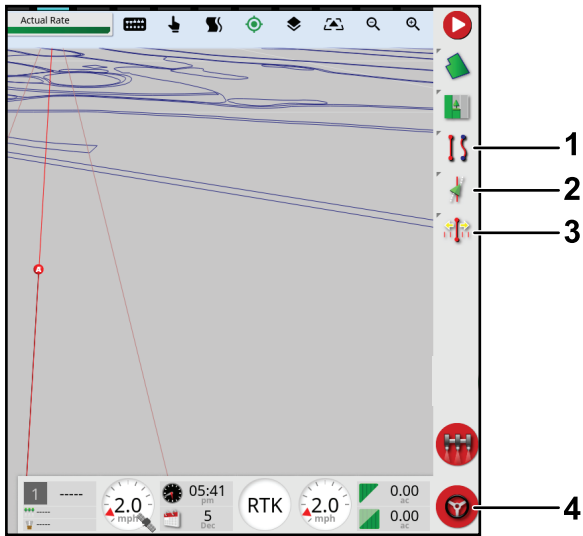 Actual Rate
1
2
3
A
1 -----
-----
-----
2.0
mph
05:41
pm
5
Dec
RTK
2.0
mph
0.00
ac
0.00
ac
4